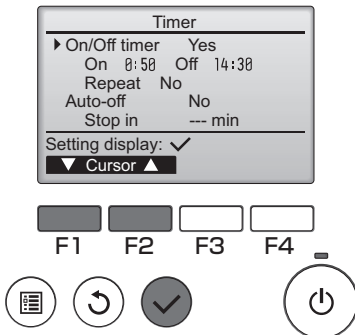 Timer
On/Off timer Yes
On 0:50 Off 14:30
Repeat No
Auto-off No
Stop in --- min
Setting display: ✓
▼ Cursor ▲
F1 F2 F3 F4